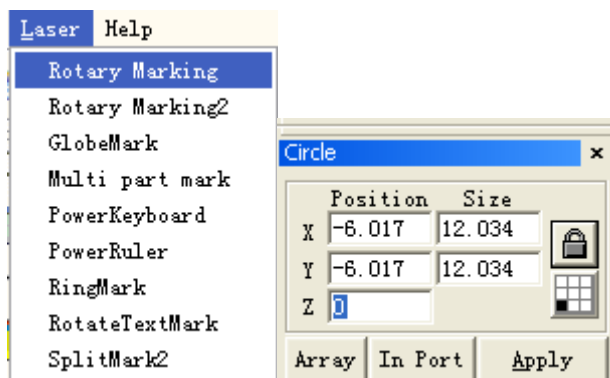 Laser Help
Rotary Marking
Rotary Marking2
GlobeMark
Multi part mark
PowerKeyboard
PowerRuler
RingMark
RotateTextMark
SplitMark2
Circle
Position Size
X -6.017 12.034
Y -6.017 12.034
Z 0
Array In Port Apply